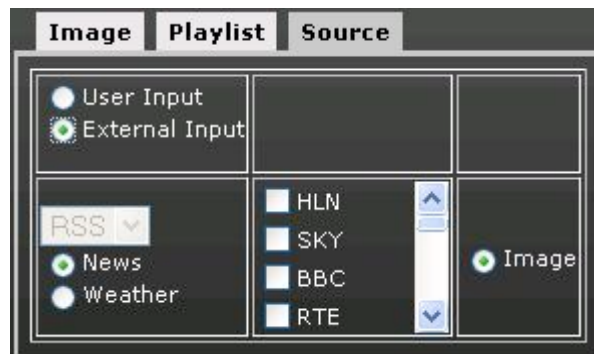 Image Playlist Source
User Input
External Input
RSS
News
Weather
HLN
SKY
BBC
RTE
Image